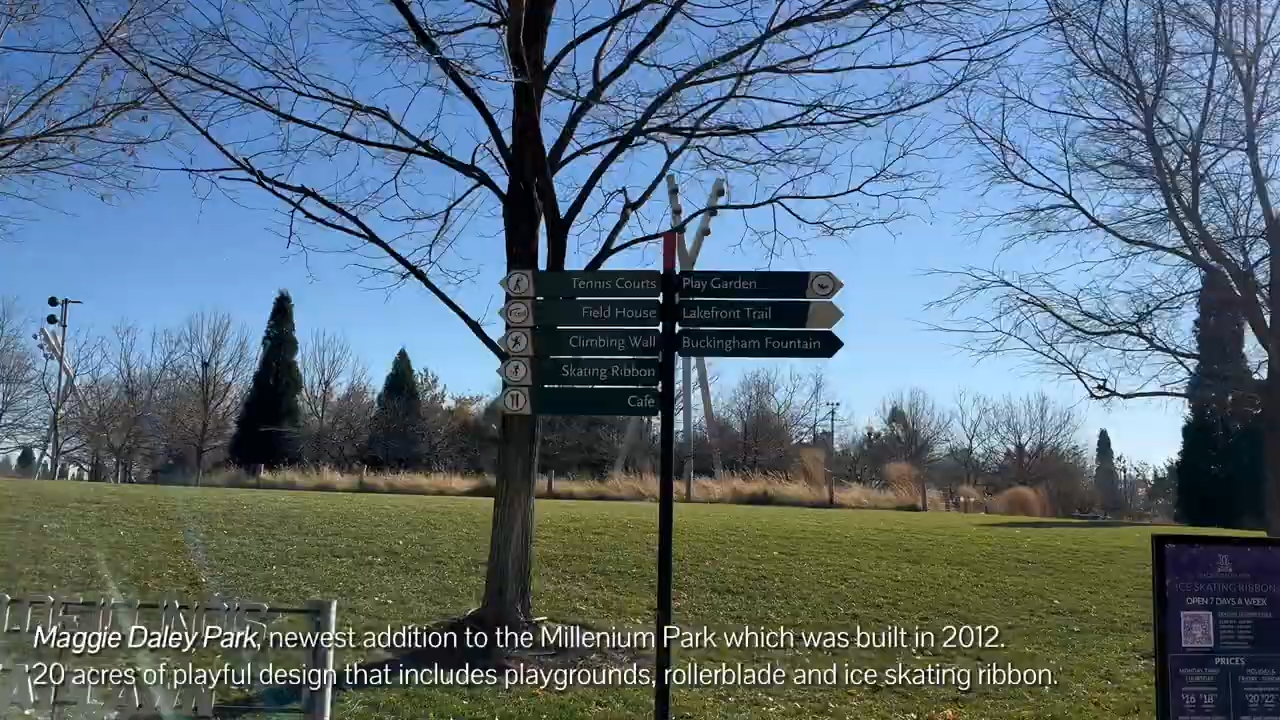 Tennis Courts
Play Garden
Field House
Lakefront Trail
Climbing Wall
Buckingham Fountain
Skating Ribbon
Cafe
ICE SKATING RIBBON
OPEN 7 DAYS A WEEK
PRICES
Maggie Daley Park, newest addition to the Millenium Park which was built in 2012.
20 acres of playful design that includes playgrounds, rollerblade and ice skating ribbon.